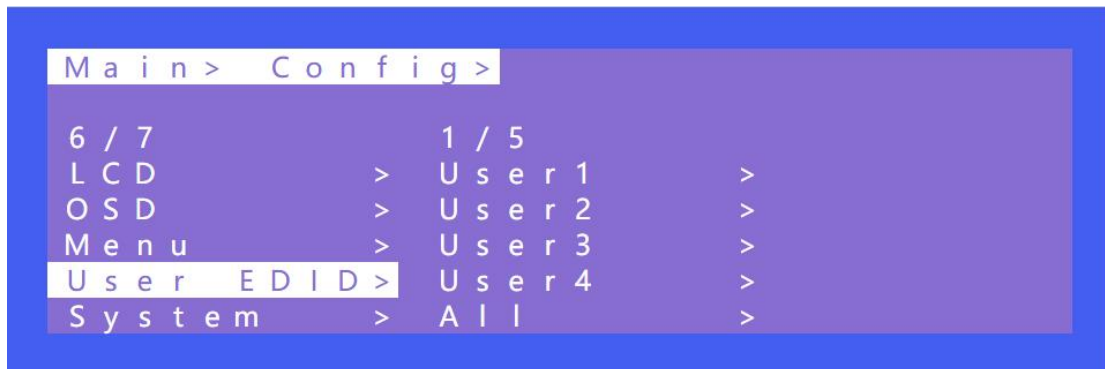 Main> Config>
6/7 1/5
LCD > User1 >
OSD > User2 >
Menu > User3 >
User EDID> User4 >
System > All >